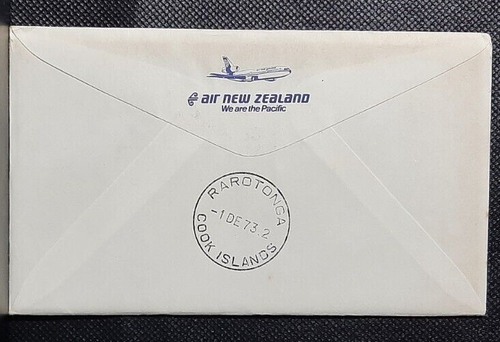 air new zealand
We are the Pacific
RAROTONGA
-1 DE 73.2
COOK ISLANDS